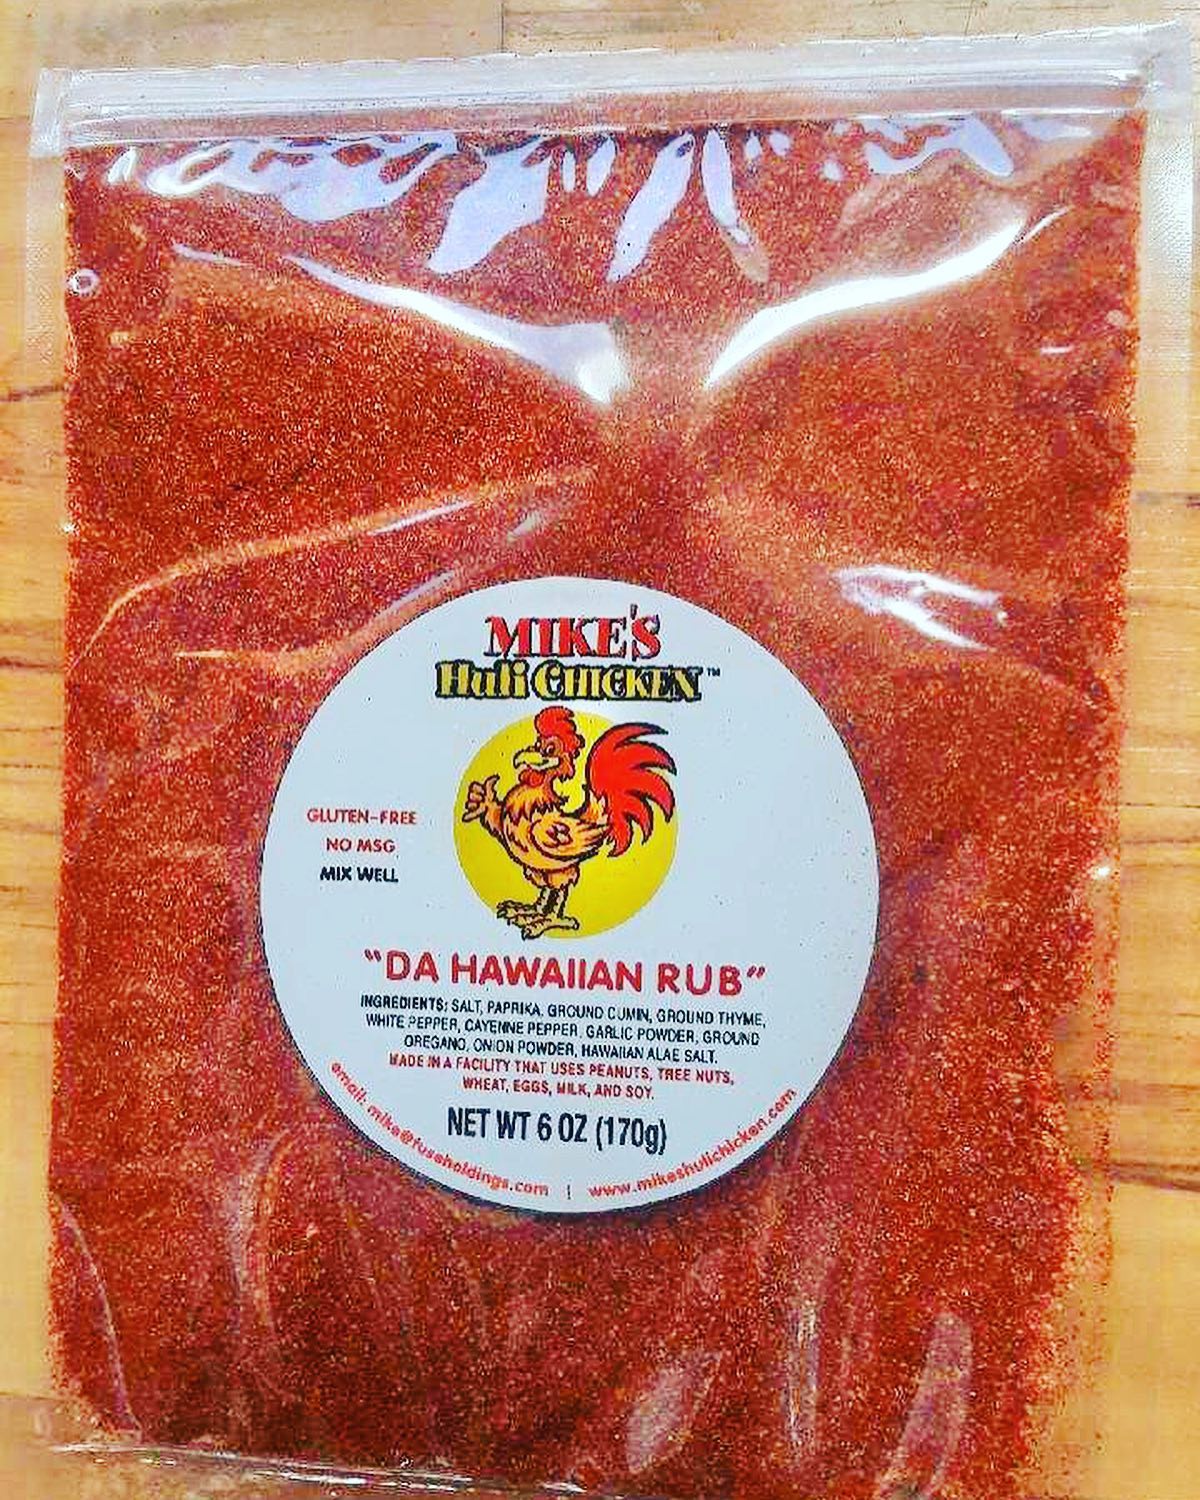 MIKE'S
Huli CHICKEN™
GLUTEN-FREE
NO MSG
MIX WELL
"DA HAWAIIAN RUB"
INGREDIENTS: SALT, PAPRIKA, GROUND CUMIN, GROUND THYME,
WHITE PEPPER, CAYENNE PEPPER, GARLIC POWDER, GROUND
OREGANO, ONION POWDER, HAWAIIAN ALAE SALT.
MADE IN A FACILITY THAT USES PEANUTS, TREE NUTS,
WHEAT, EGGS, MILK, AND SOY.
NET WT 6 OZ (170g)
email: mike@fuseholdings.com | www.mikeshulichicken.com